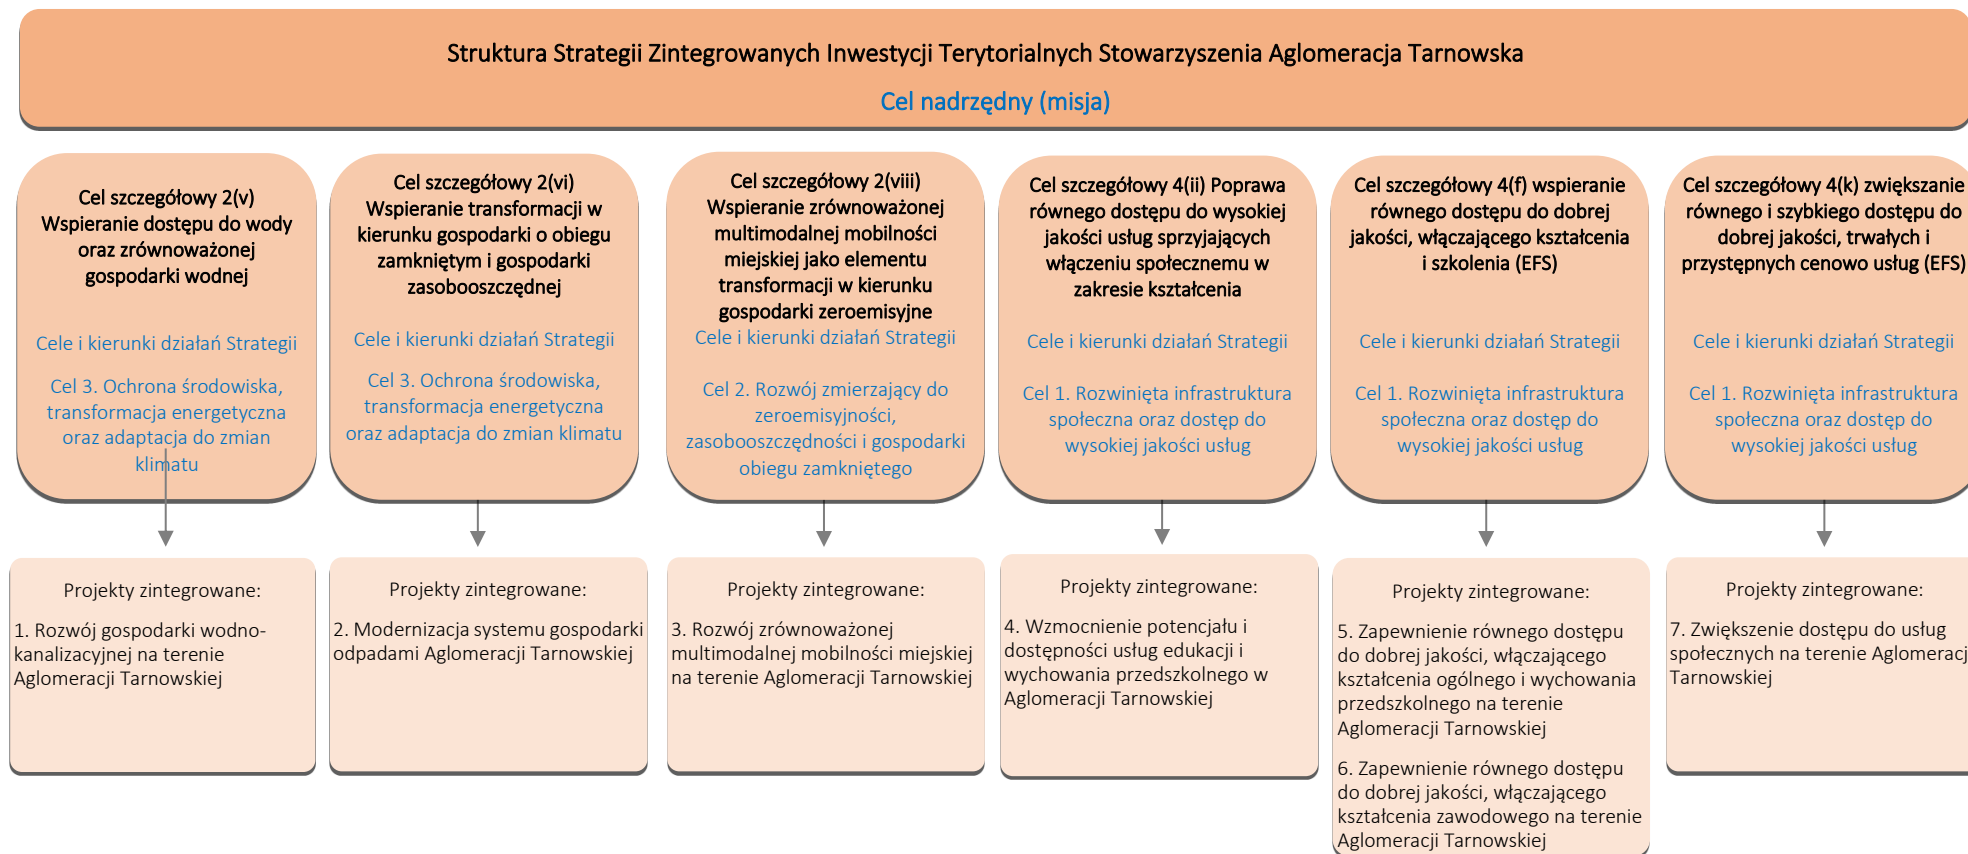 Struktura Strategii Zintegrowanych Inwestycji Terytorialnych Stowarzyszenia Aglomeracja Tarnowska
Cel nadrzędny (misja)
Cel szczegółowy 2(v)
Wspieranie dostępu do wody
oraz zrównoważonej
gospodarki wodnej
Cele i kierunki działań Strategii
Cel 3. Ochrona środowiska,
transformacja energetyczna
oraz adaptacja do zmian
klimatu
Cel szczegółowy 2(vi)
Wspieranie transformacji w
kierunku gospodarki o obiegu
zamkniętym i gospodarki
zasobooszczędnej
Cele i kierunki działań Strategii
Cel 3. Ochrona środowiska,
transformacja energetyczna
oraz adaptacja do zmian klimatu
Cel szczegółowy 2(viii)
Wspieranie zrównoważonej
multimodalnej mobilności
miejskiej jako elementu
transformacji w kierunku
gospodarki zeroemisyjne
Cele i kierunki działań Strategii
Cel 2. Rozwój zmierzający do
zeroemisyjności,
zasobooszczędności i gospodarki
obiegu zamkniętego
Cel szczegółowy 4(ii) Poprawa
równego dostępu do wysokiej
jakości usług sprzyjających
włączeniu społecznemu w
zakresie kształcenia
Cele i kierunki działań Strategii
Cel 1. Rozwinięta infrastruktura
społeczna oraz dostęp do
wysokiej jakości usług
Cel szczegółowy 4(f) wspieranie
równego dostępu do dobrej
jakości, włączającego kształcenia
i szkolenia (EFS)
Cele i kierunki działań Strategii
Cel 1. Rozwinięta infrastruktura
społeczna oraz dostęp do
wysokiej jakości usług
Cel szczegółowy 4(k) zwiększanie
równego i szybkiego dostępu do
dobrej jakości, trwałych i
przystępnych cenowo usług (EFS)
Cele i kierunki działań Strategii
Cel 1. Rozwinięta infrastruktura
społeczna oraz dostęp do
wysokiej jakości usług
Projekty zintegrowane:
1. Rozwój gospodarki wodno-
kanalizacyjnej na terenie
Aglomeracji Tarnowskiej
Projekty zintegrowane:
2. Modernizacja systemu gospodarki
odpadami Aglomeracji Tarnowskiej
Projekty zintegrowane:
3. Rozwój zrównoważonej
multimodalnej mobilności miejskiej
na terenie Aglomeracji Tarnowskiej
Projekty zintegrowane:
4. Wzmocnienie potencjału i
dostępności usług edukacji i
wychowania przedszkolnego w
Aglomeracji Tarnowskiej
Projekty zintegrowane:
5. Zapewnienie równego dostępu
do dobrej jakości, włączającego
kształcenia ogólnego i wychowania
przedszkolnego na terenie
Aglomeracji Tarnowskiej
6. Zapewnienie równego dostępu
do dobrej jakości, włączającego
kształcenia zawodowego na terenie
Aglomeracji Tarnowskiej
Projekty zintegrowane:
7. Zwiększenie dostępu do usług
społecznych na terenie Aglomeracj
Tarnowskiej